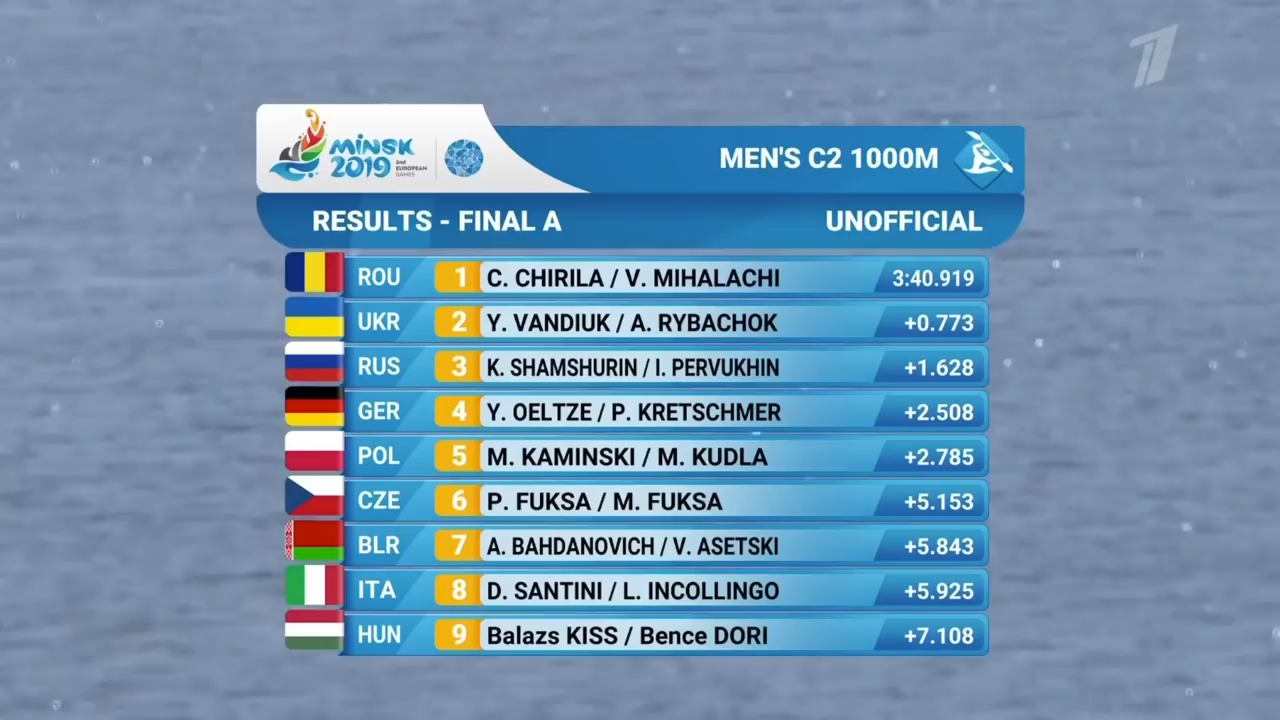 MINSK
2019
2nd
EUROPEAN
GAMES
MEN'S C2 1000M
RESULTS - FINAL A UNOFFICIAL
ROU 1 C. CHIRILA / V. MIHALACHI 3:40.919
UKR 2 Y. VANDIUK / A. RYBACHOK +0.773
RUS 3 K. SHAMSHURIN / I. PERVUKHIN +1.628
GER 4 Y. OELTZE / P. KRETSCHMER +2.508
POL 5 M. KAMINSKI / M. KUDLA +2.785
CZE 6 P. FUKSA / M. FUKSA +5.153
BLR 7 A. BAHDANOVICH / V. ASETSKI +5.843
ITA 8 D. SANTINI / L. INCOLLINGO +5.925
HUN 9 Balazs KISS / Bence DORI +7.108